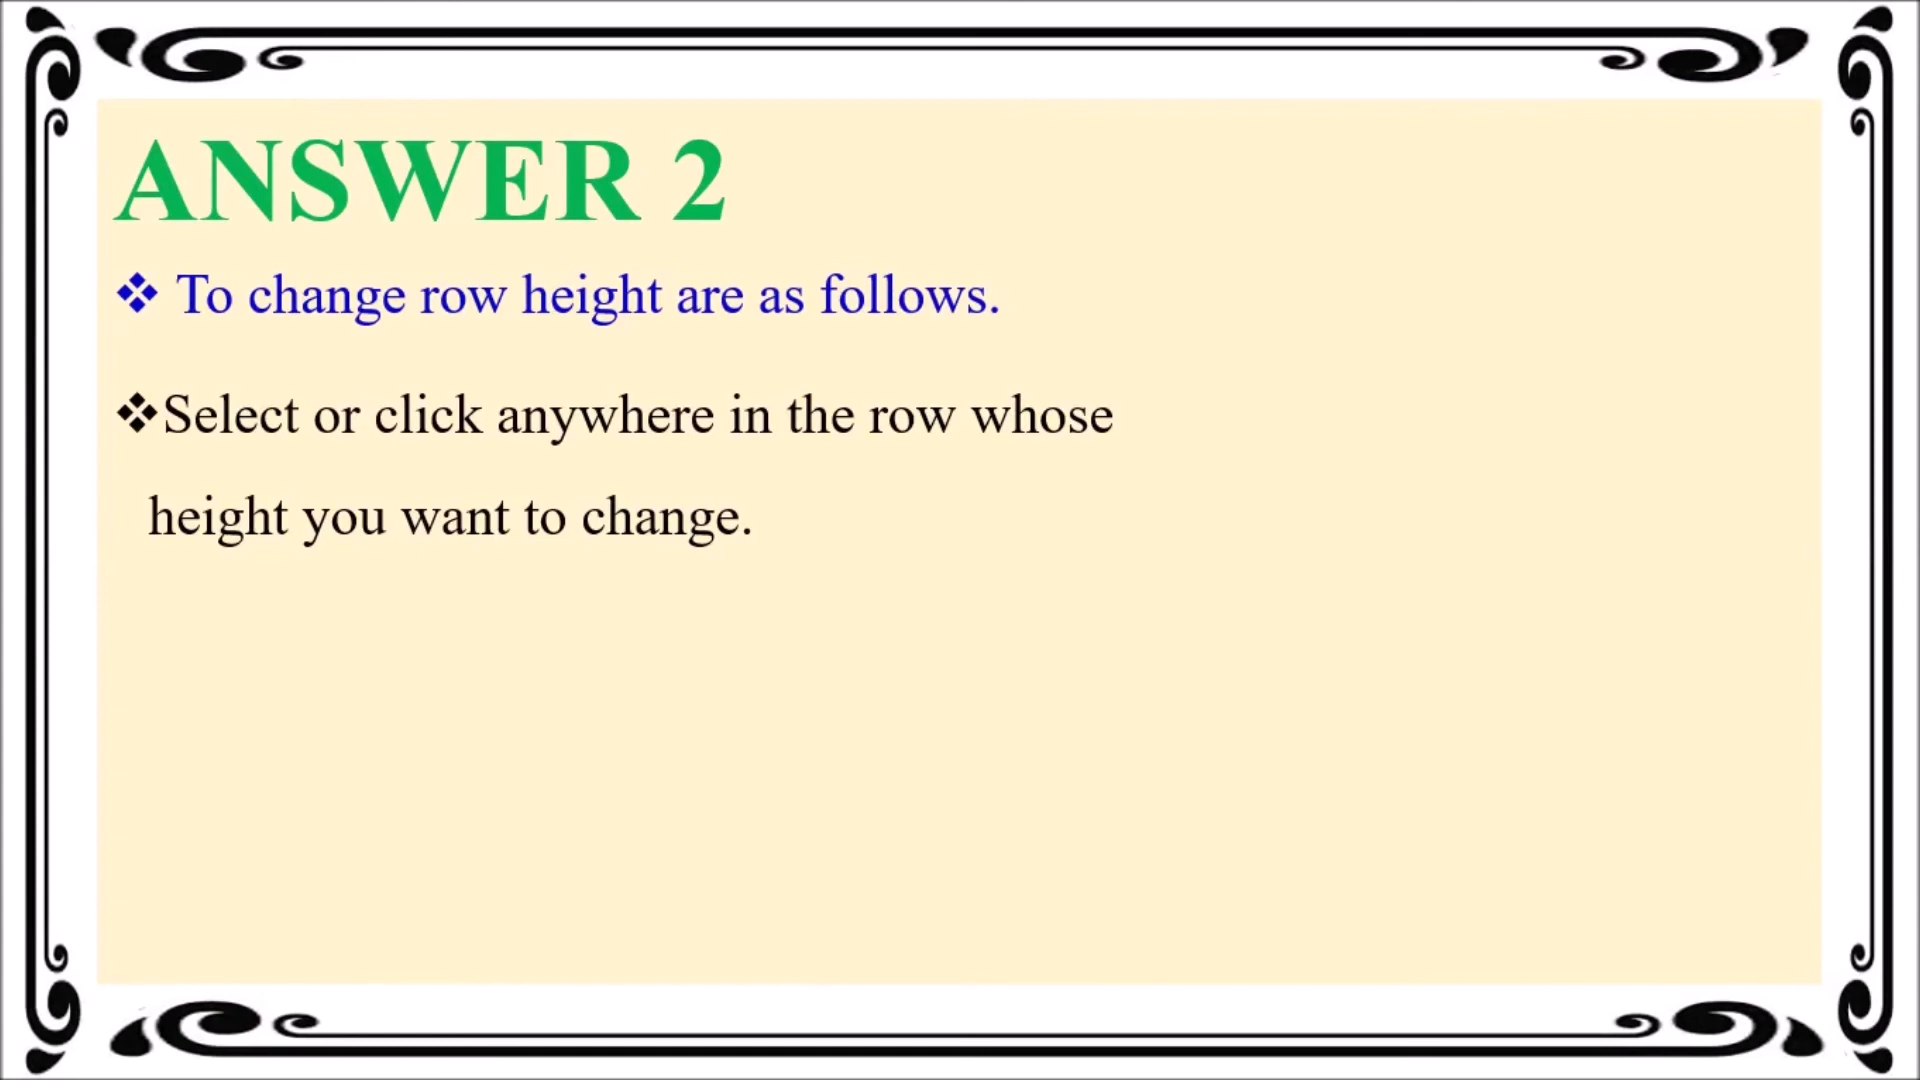 ANSWER 2
❖ To change row height are as follows.
❖Select or click anywhere in the row whose
height you want to change.